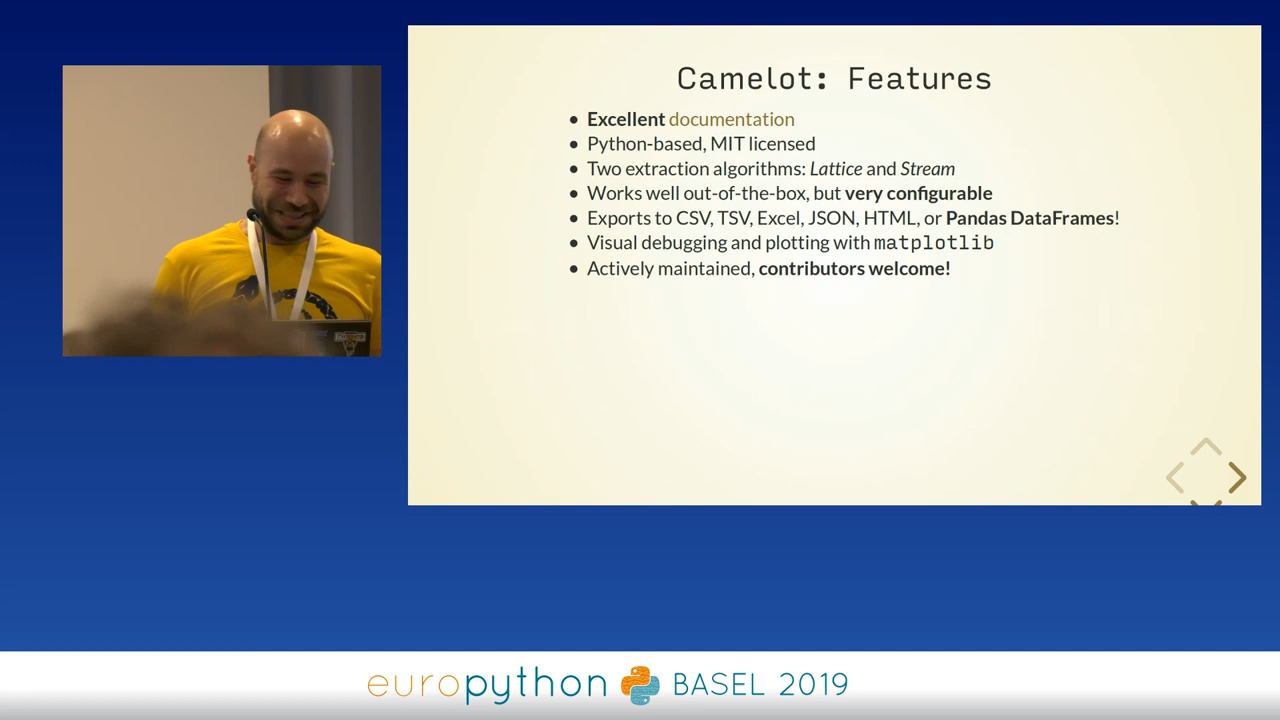 Camelot: Features
• Excellent documentation
• Python-based, MIT licensed
• Two extraction algorithms: Lattice and Stream
• Works well out-of-the-box, but very configurable
• Exports to CSV, TSV, Excel, JSON, HTML, or Pandas DataFrames!
• Visual debugging and plotting with matplotlib
• Actively maintained, contributors welcome!
europython BASEL 2019